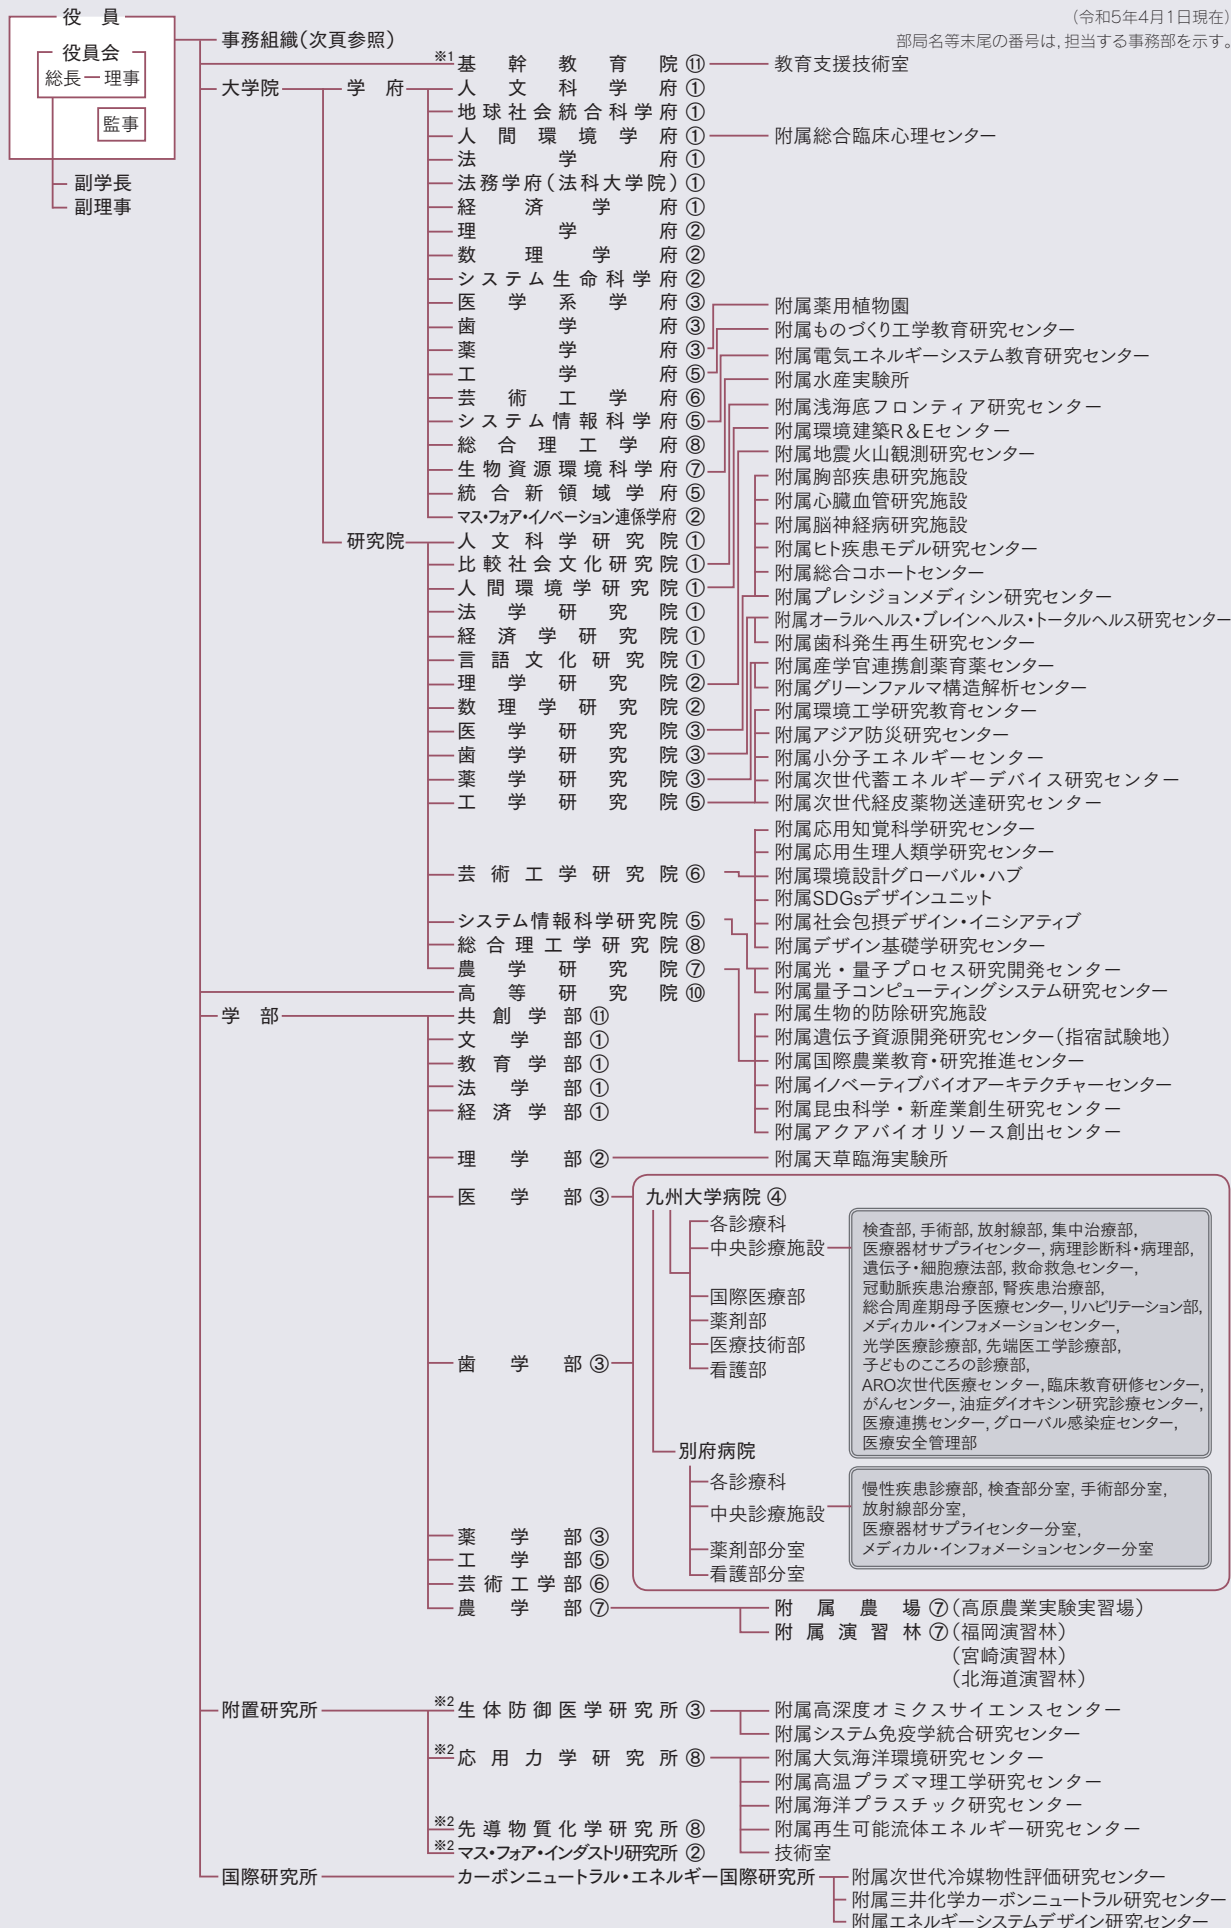 (令和5年4月1日現在)
部局名等末尾の番号は,担当する事務部を示す。
役 員
役員会
総長 理事
監事
副学長
副理事
事務組織(次頁参照)
※1 基幹教育院 ⑪ 教育支援技術室
大学院 学 府 人文科学府 ①
地球社会統合科学府 ①
人間環境学府 ① 附属総合臨床心理センター
法学府 ①
法務学府(法科大学院) ①
経済学府 ①
理学府 ②
数理学府 ②
システム生命科学府 ②
医学系学府 ③
歯学府 ③
薬学府 ③
工学府 ⑤
芸術工学府 ⑥
システム情報科学府 ⑤
総合理工学府 ⑧
生物資源環境科学府 ⑦
統合新領域学府 ⑤
マス・フォア・イノベーション連係学府 ②
附属薬用植物園
附属ものづくり工学教育研究センター
附属電気エネルギーシステム教育研究センター
附属水産実験所
附属浅海底フロンティア研究センター
附属環境建築R&Eセンター
附属地震火山観測研究センター
附属胸部疾患研究施設
附属心臓血管研究施設
附属脳神経病研究施設
附属ヒト疾患モデル研究センター
附属総合コホートセンター
附属プレシジョンメディシン研究センター
附属オーラルヘルス・ブレインヘルス・トータルヘルス研究センター
附属歯科発生再生研究センター
附属産学官連携創薬育薬センター
附属グリーンファルマ構造解析センター
附属環境工学研究教育センター
附属アジア防災研究センター
附属小分子エネルギーセンター
附属次世代蓄エネルギーデバイス研究センター
附属次世代経皮薬物送達研究センター
研究院 人文科学研究院 ①
比較社会文化研究院 ①
人間環境学研究院 ①
法学研究院 ①
経済学研究院 ①
言語文化研究院 ①
理学研究院 ②
数理学研究院 ②
医学研究院 ③
歯学研究院 ③
薬学研究院 ③
工学研究院 ⑤
芸術工学研究院 ⑥
システム情報科学研究院 ⑤
総合理工学研究院 ⑧
農学研究院 ⑦
高等研究院 ⑩
附属応用知覚科学研究センター
附属応用生理人類学研究センター
附属環境設計グローバル・ハブ
附属SDGsデザインユニット
附属社会包摂デザイン・イニシアティブ
附属デザイン基礎学研究センター
附属光・量子プロセス研究開発センター
附属量子コンピューティングシステム研究センター
附属生物的防除研究施設
附属遺伝子資源開発研究センター(指宿試験地)
附属国際農業教育・研究推進センター
附属イノベーティブバイオアーキテクチャーセンター
附属昆虫科学・新産業創生研究センター
附属アクアバイオリソース創出センター
学 部 共創学部 ⑪
文学部 ①
教育学部 ①
法学部 ①
経済学部 ①
理学部 ② 附属天草臨海実験所
医学部 ③
歯学部 ③
九州大学病院 ④
各診療科
中央診療施設
国際医療部
薬剤部
医療技術部
看護部
検査部, 手術部, 放射線部, 集中治療部,
医療器材サプライセンター, 病理診断科・病理部,
遺伝子・細胞療法部, 救命救急センター,
冠動脈疾患治療部, 腎疾患治療部,
総合周産期母子医療センター, リハビリテーション部,
メディカル・インフォメーションセンター,
光学医療診療部, 先端医工学診療部,
子どものこころの診療部,
ARO次世代医療センター, 臨床教育研修センター,
がんセンター, 油症ダイオキシン研究診療センター,
医療連携センター, グローバル感染症センター,
医療安全管理部
別府病院
各診療科
中央診療施設
薬剤部分室
看護部分室
慢性疾患診療部, 検査部分室, 手術部分室,
放射線部分室,
医療器材サプライセンター分室,
メディカル・インフォメーションセンター分室
薬学部 ③
工学部 ⑤
芸術工学部 ⑥
農学部 ⑦ 附属農場 ⑦ (高原農業実験実習場)
附属演習林 ⑦ (福岡演習林)
(宮崎演習林)
(北海道演習林)
附置研究所 ※2 生体防御医学研究所 ③ 附属高深度オミクスサイエンスセンター
附属システム免疫学統合研究センター
※2 応用力学研究所 ⑧ 附属大気海洋環境研究センター
附属高温プラズマ理工学研究センター
附属海洋プラスチック研究センター
※2 先導物質化学研究所 ⑧ 附属再生可能流体エネルギー研究センター
※2 マス・フォア・インダストリ研究所 ② 技術室
国際研究所 カーボンニュートラル・エネルギー国際研究所 附属次世代冷媒物性評価研究センター
附属三井化学カーボンニュートラル研究センター
附属エネルギーシステムデザイン研究センター